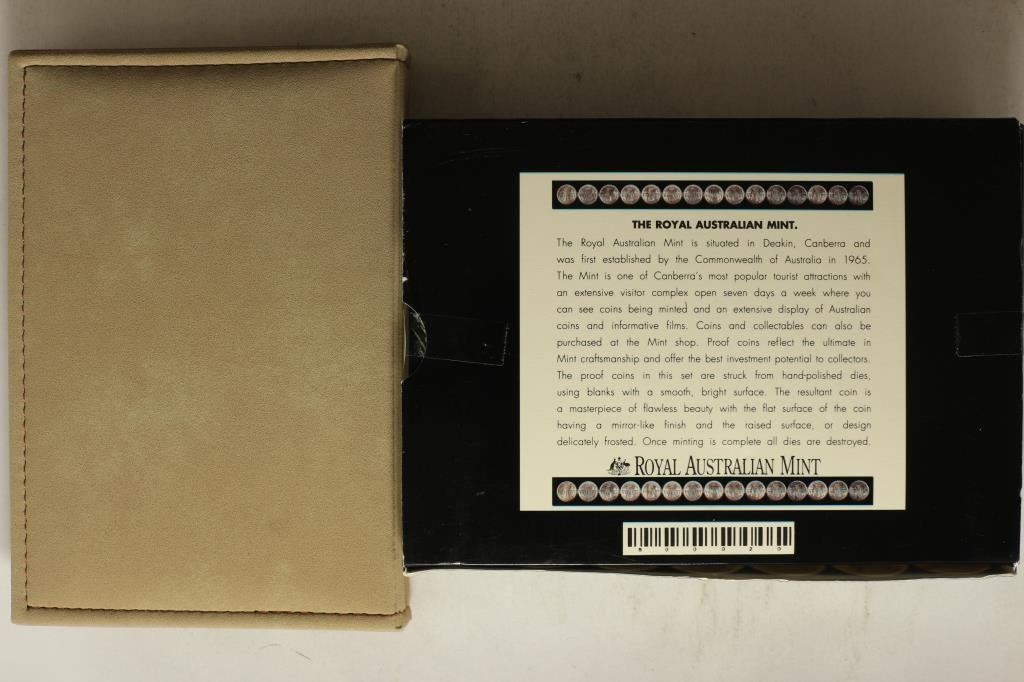 THE ROYAL AUSTRALIAN MINT.
The Royal Australian Mint is situated in Deakin, Canberra and
was first established by the Commonwealth of Australia in 1965.
The Mint is one of Canberra's most popular tourist attractions with
an extensive visitor complex open seven days a week where you
can see coins being minted and an extensive display of Australian
coins and informative films. Coins and collectables can also be
purchased at the Mint shop. Proof coins reflect the ultimate in
Mint craftsmanship and offer the best investment potential to collectors.
The proof coins in this set are struck from hand-polished dies,
using blanks with a smooth, bright surface. The resultant coin is
a masterpiece of flawless beauty with the flat surface of the coin
having a mirror-like finish and the raised surface, or design
delicately frosted. Once minting is complete all dies are destroyed.
ROYAL AUSTRALIAN MINT
800020